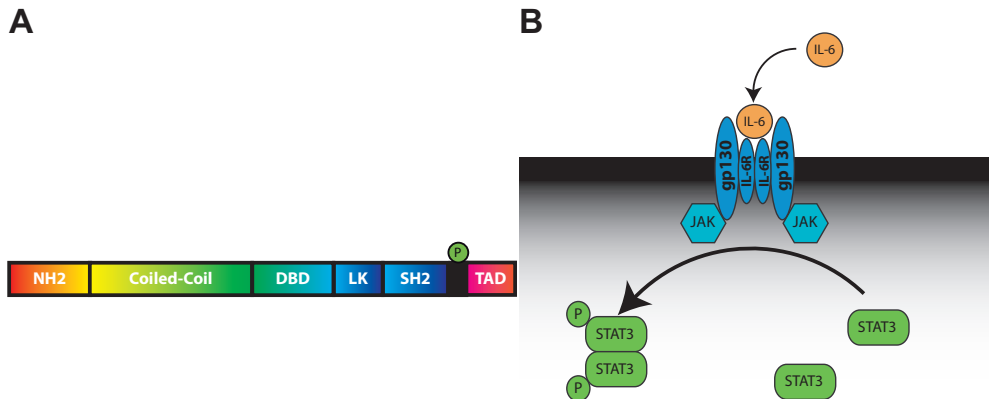 A
P
NH2 Coiled-Coil DBD LK SH2 TAD
B
IL-6
IL-6
gp130 IL-6R IL-6R gp130
JAK JAK
P
STAT3
STAT3
STAT3
P
STAT3